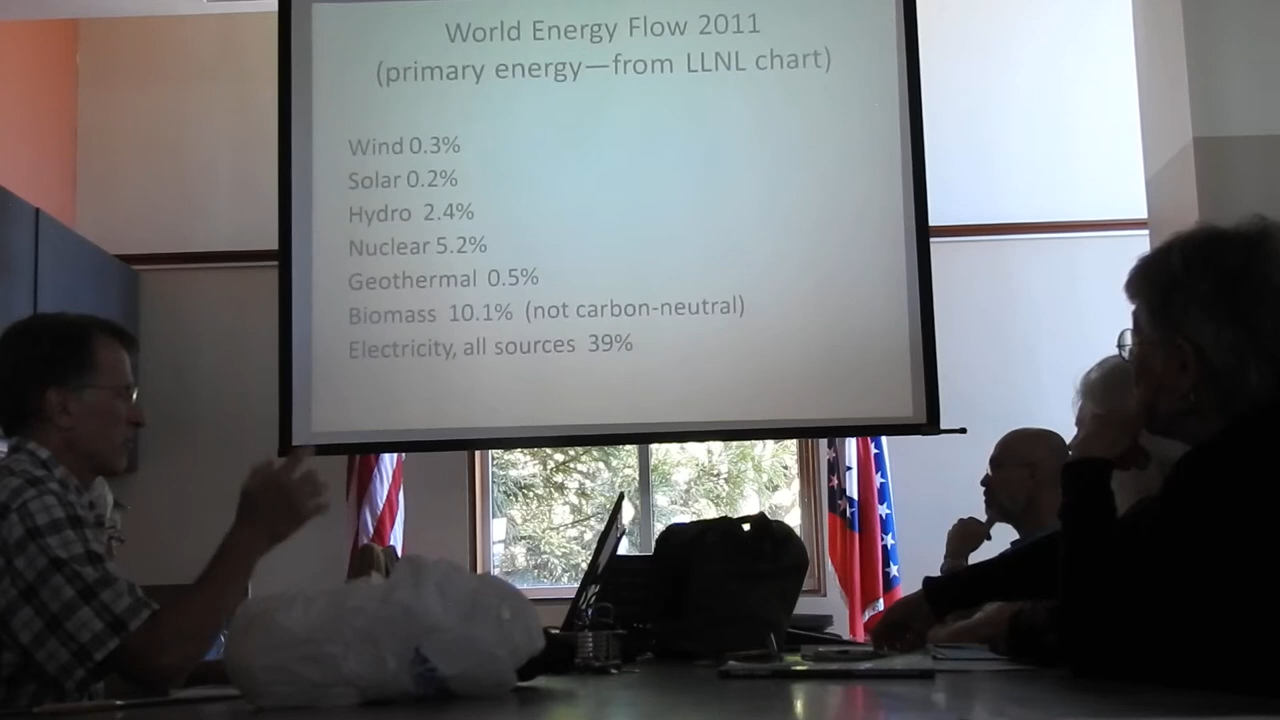 World Energy Flow 2011
(primary energy—from LLNL chart)
Wind 0.3%
Solar 0.2%
Hydro 2.4%
Nuclear 5.2%
Geothermal 0.5%
Biomass 10.1% (not carbon-neutral)
Electricity, all sources 39%